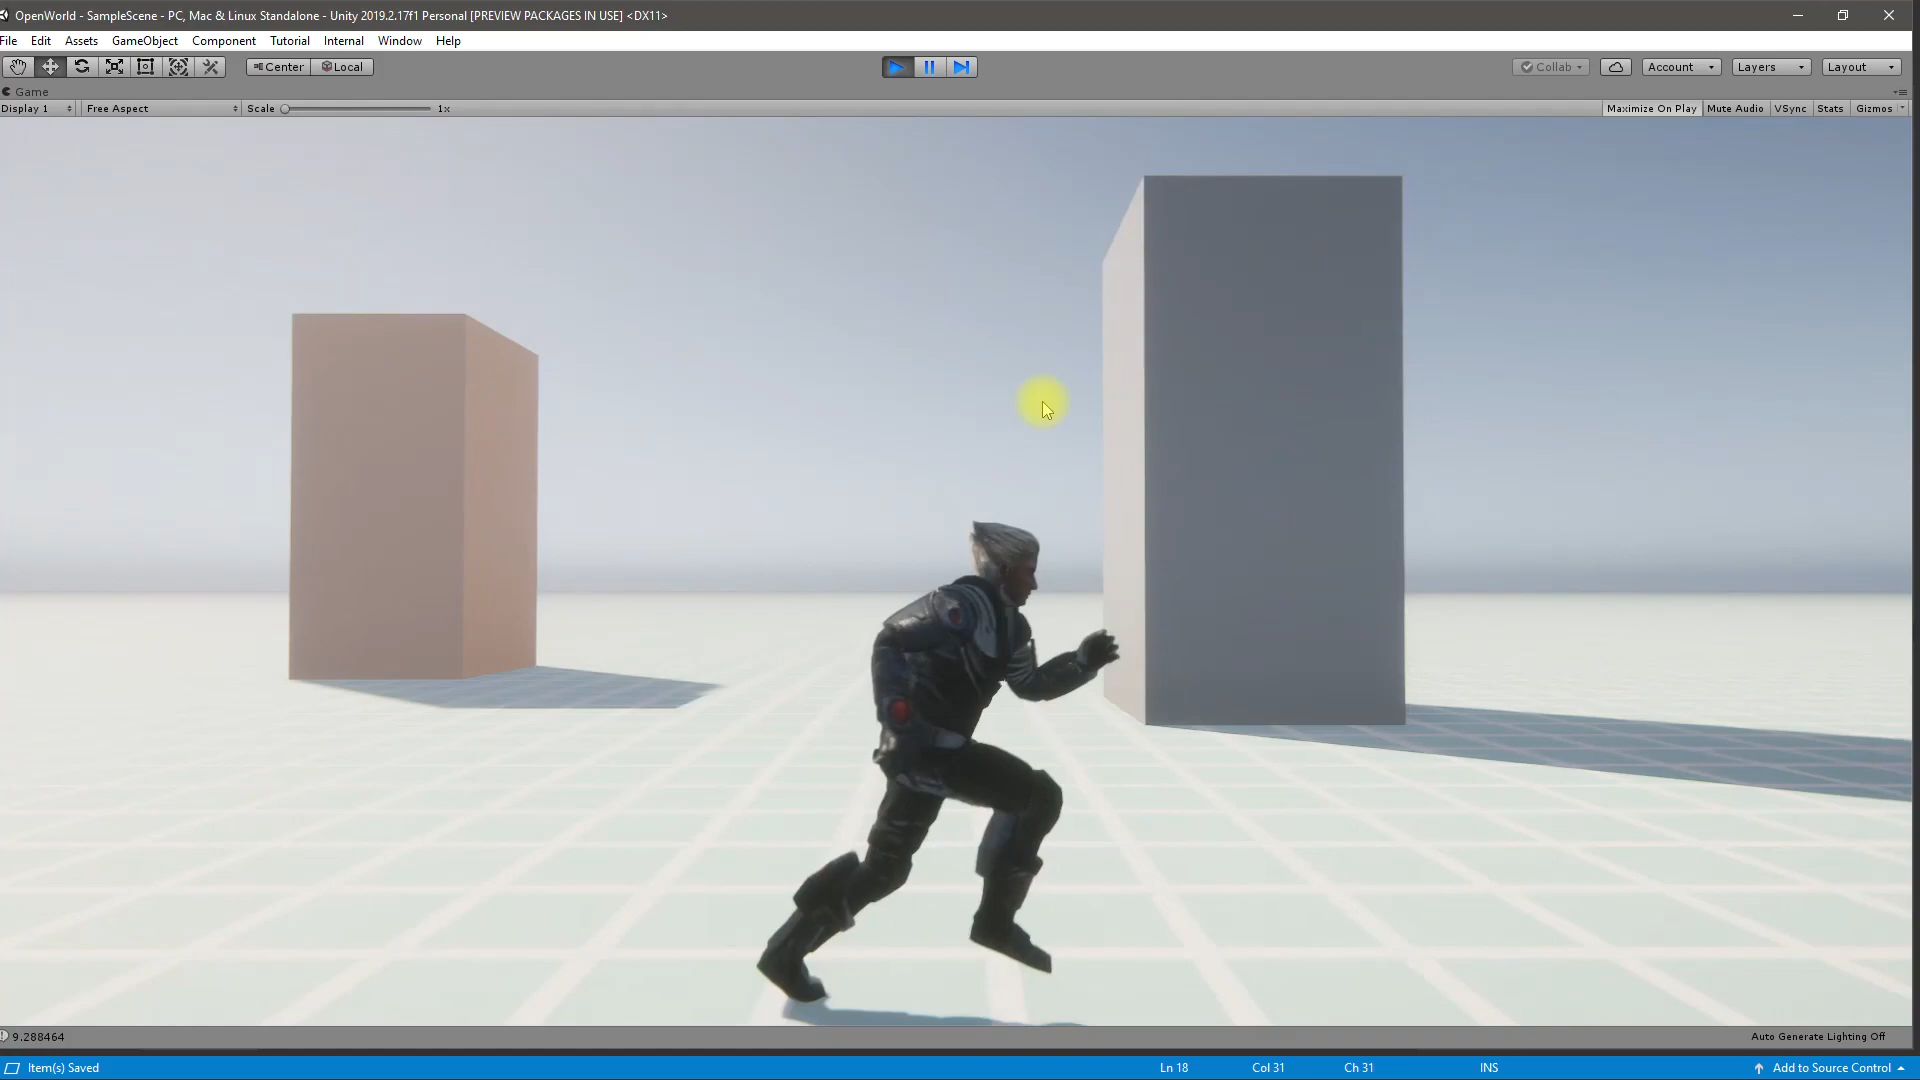 OpenWorld - SampleScene - PC, Mac & Linux Standalone - Unity 2019.2.17f1 Personal [PREVIEW PACKAGES IN USE] <DX11>
File Edit Assets GameObject Component Tutorial Internal Window Help
Center Local Collab Account Layers Layout
Game
Display 1 Free Aspect Scale 1x Maximize On Play Mute Audio VSync Stats Gizmos
9.288464 Auto Generate Lighting Off
Item(s) Saved Ln 18 Col 31 Ch 31 INS Add to Source Control